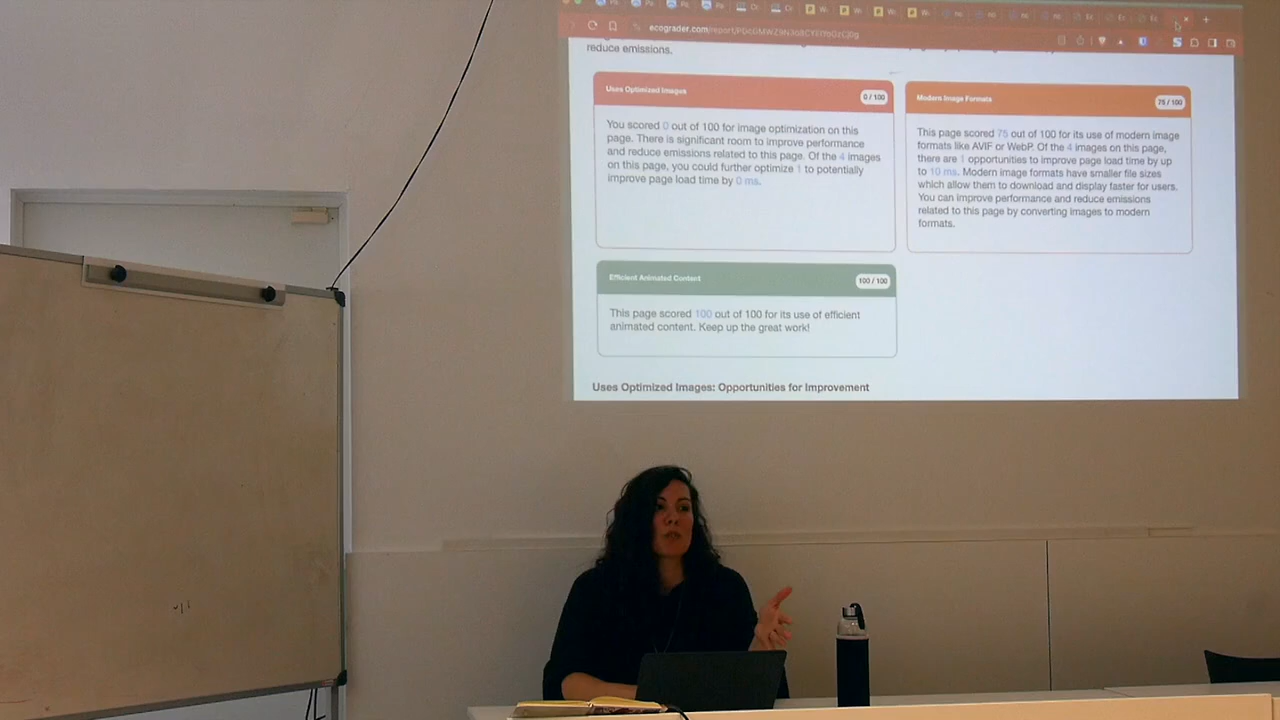 ecograder.com
reduce emissions.
Uses Optimized Images
0 / 100
You scored 0 out of 100 for image optimization on this
page. There is significant room to improve performance
and reduce emissions related to this page. Of the 4 images
on this page, you could further optimize 1 to potentially
improve page load time by 0 ms.
Modern Image Formats
75 / 100
This page scored 75 out of 100 for its use of modern image
formats like AVIF or WebP. Of the 4 images on this page,
there are 1 opportunities to improve page load time by up
to 10 ms. Modern image formats have smaller file sizes
which allow them to download and display faster for users.
You can improve performance and reduce emissions
related to this page by converting images to modern
formats.
Efficient Animated Content
100 / 100
This page scored 100 out of 100 for its use of efficient
animated content. Keep up the great work!
Uses Optimized Images: Opportunities for Improvement